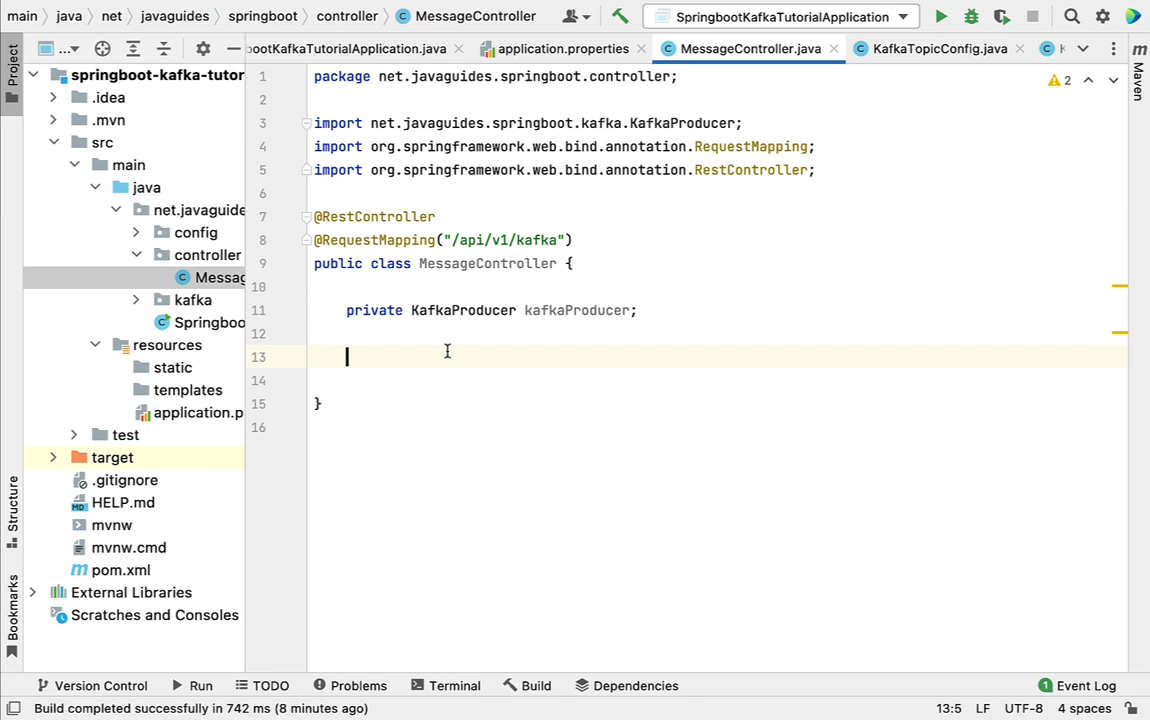 main > java > net > javaguides > springboot > controller > MessageController
SpringbootKafkaTutorialApplication
ootKafkaTutorialApplication.java
application.properties
MessageController.java
KafkaTopicConfig.java
Project
springboot-kafka-tutor
.idea
.mvn
src
main
java
net.javaguide
config
controller
Messag
kafka
Springboo
resources
static
templates
application.p
test
target
.gitignore
HELP.md
mvnw
mvnw.cmd
pom.xml
External Libraries
Scratches and Consoles
Structure
Bookmarks
1 package net.javaguides.springboot.controller;
2
3 import net.javaguides.springboot.kafka.KafkaProducer;
4 import org.springframework.web.bind.annotation.RequestMapping;
5 import org.springframework.web.bind.annotation.RestController;
6
7 @RestController
8 @RequestMapping("/api/v1/kafka")
9 public class MessageController {
10
11 private KafkaProducer kafkaProducer;
12
13
14
15 }
16
2
m Maven
Version Control
Run
TODO
Problems
Terminal
Build
Dependencies
1 Event Log
Build completed successfully in 742 ms (8 minutes ago)
13:5 LF UTF-8 4 spaces